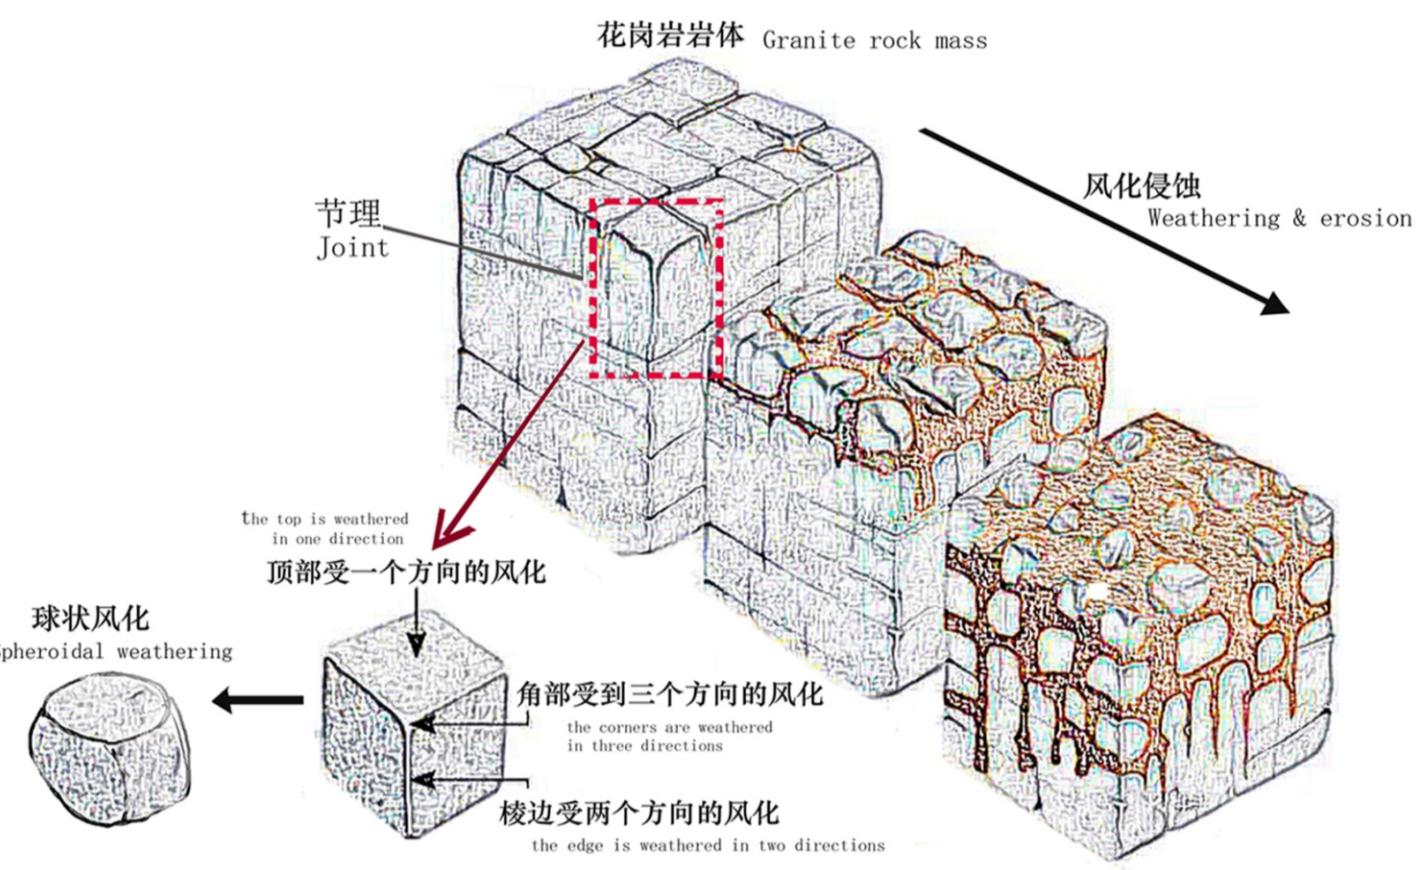 花岗岩岩体 Granite rock mass
风化侵蚀
Weathering & erosion
节理
Joint
the top is weathered
in one direction
顶部受一个方向的风化
球状风化
pheroidal weathering
角部受到三个方向的风化
the corners are weathered
in three directions
棱边受两个方向的风化
the edge is weathered in two directions